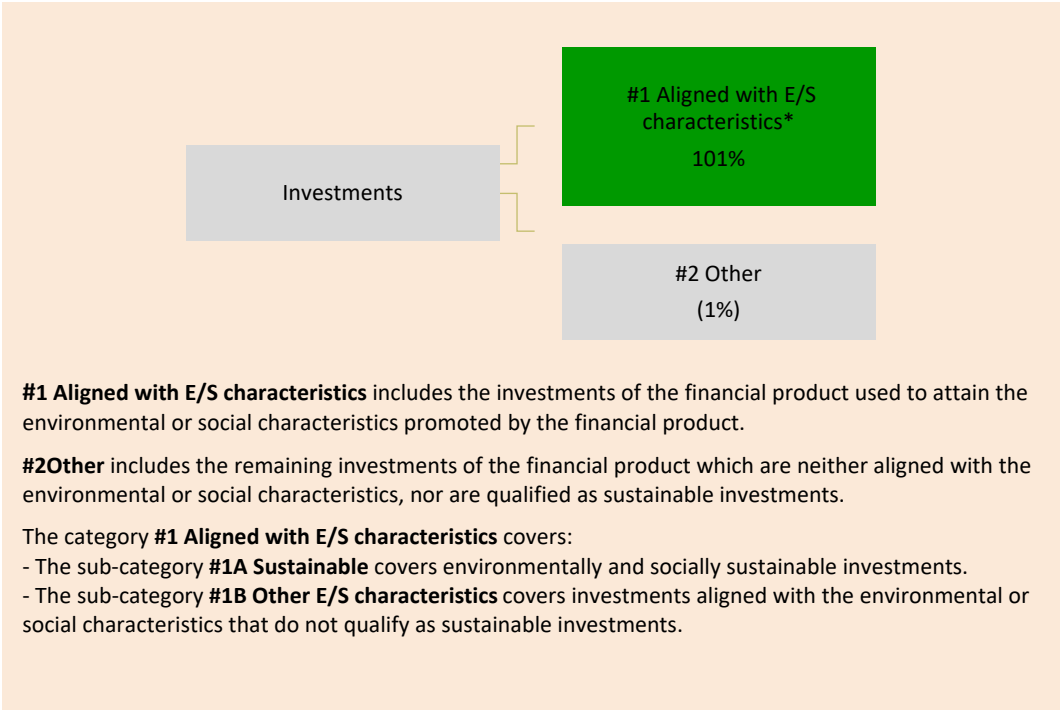 #1 Aligned with E/S
characteristics*
101%
Investments
#2 Other
(1%)
#1 Aligned with E/S characteristics includes the investments of the financial product used to attain the
environmental or social characteristics promoted by the financial product.
#2Other includes the remaining investments of the financial product which are neither aligned with the
environmental or social characteristics, nor are qualified as sustainable investments.
The category #1 Aligned with E/S characteristics covers:
- The sub-category #1A Sustainable covers environmentally and socially sustainable investments.
- The sub-category #1B Other E/S characteristics covers investments aligned with the environmental or
social characteristics that do not qualify as sustainable investments.